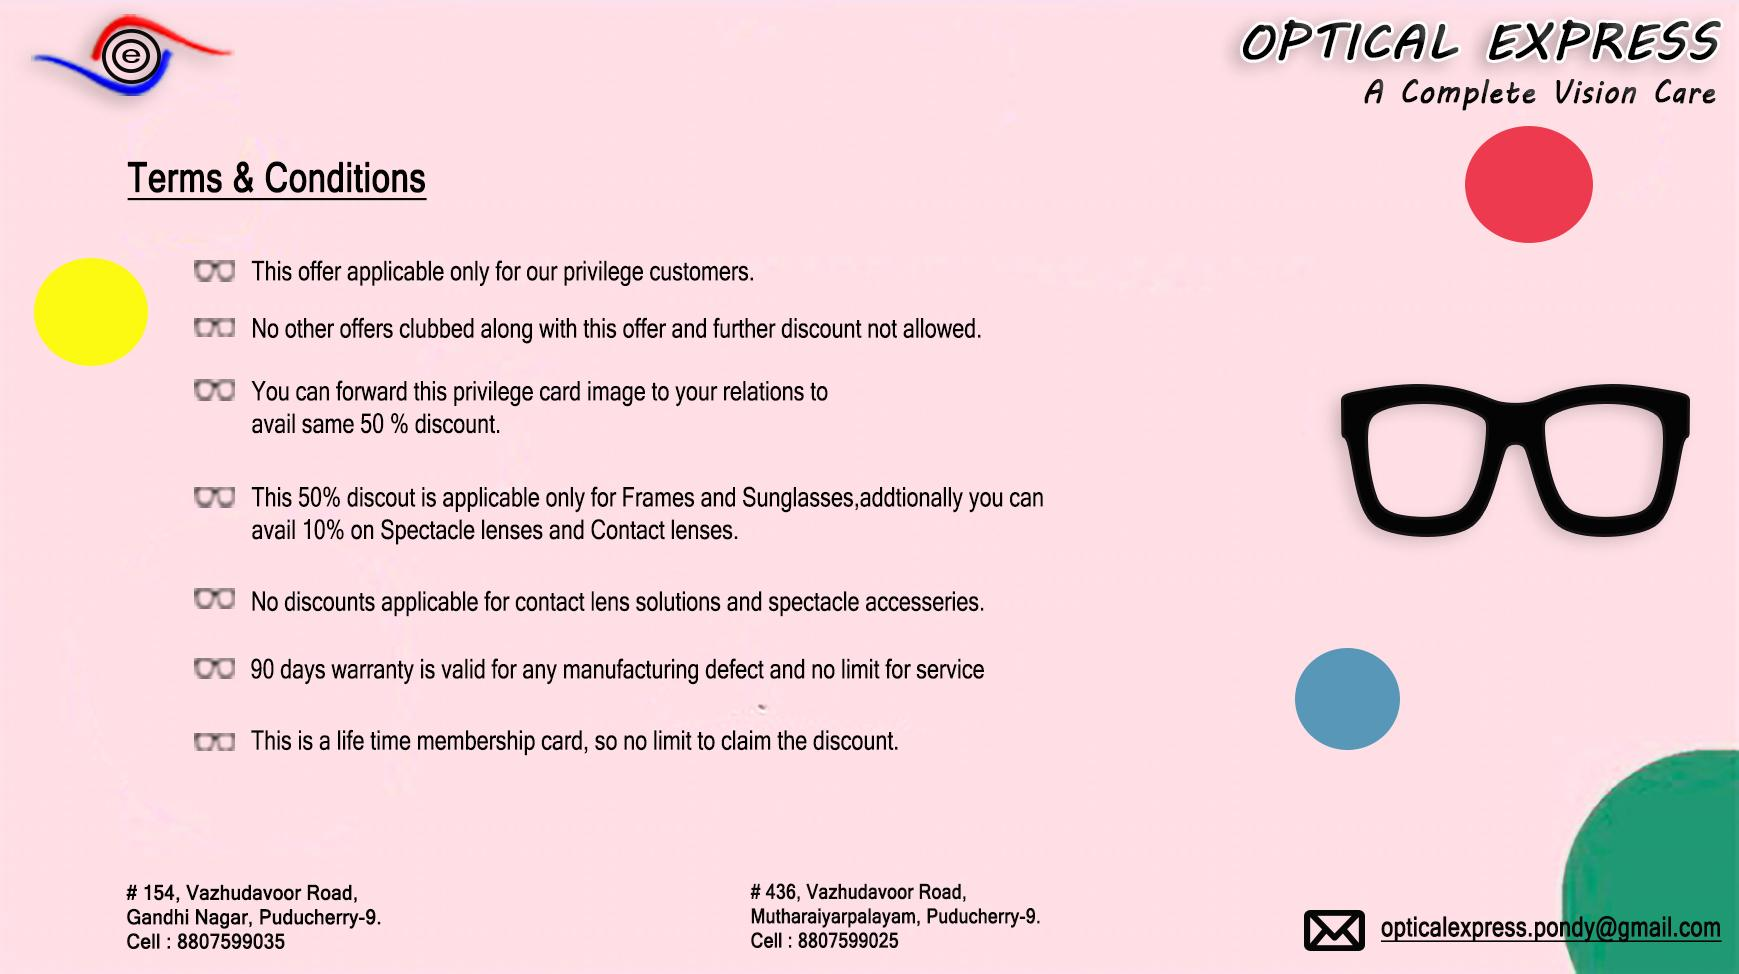 e
OPTICAL EXPRESS
A Complete Vision Care
Terms & Conditions
This offer applicable only for our privilege customers.
No other offers clubbed along with this offer and further discount not allowed.
You can forward this privilege card image to your relations to
avail same 50 % discount.
This 50% discout is applicable only for Frames and Sunglasses,addtionally you can
avail 10% on Spectacle lenses and Contact lenses.
No discounts applicable for contact lens solutions and spectacle accesseries.
90 days warranty is valid for any manufacturing defect and no limit for service
This is a life time membership card, so no limit to claim the discount.
# 154, Vazhudavoor Road,
Gandhi Nagar, Puducherry-9.
Cell : 8807599035
# 436, Vazhudavoor Road,
Mutharaiyarpalayam, Puducherry-9.
Cell : 8807599025
opticalexpress.pondy@gmail.com